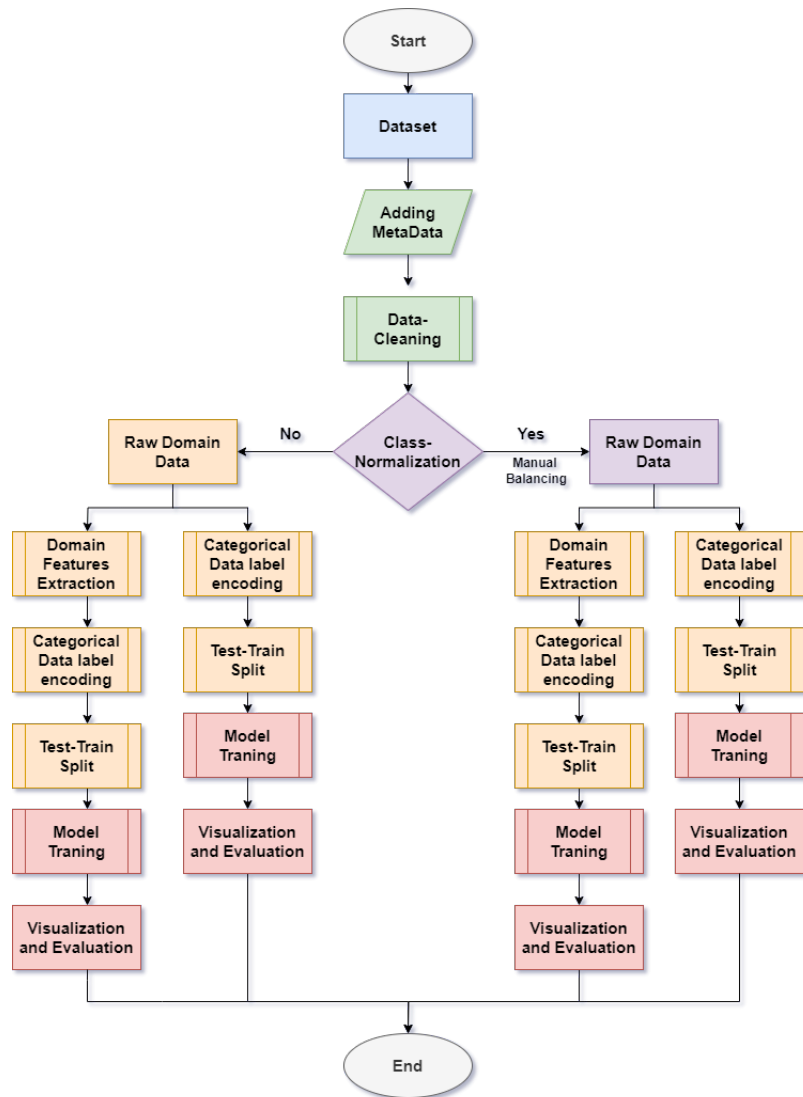 Start
Dataset
Adding
MetaData
Data-
Cleaning
Class-
Normalization
No
Yes
Manual
Balancing
Raw Domain
Data
Raw Domain
Data
Domain
Features
Extraction
Categorical
Data label
encoding
Test-Train
Split
Model
Traning
Visualization
and Evaluation
Categorical
Data label
encoding
Test-Train
Split
Model
Traning
Visualization
and Evaluation
Domain
Features
Extraction
Categorical
Data label
encoding
Test-Train
Split
Model
Traning
Visualization
and Evaluation
Categorical
Data label
encoding
Test-Train
Split
Model
Traning
Visualization
and Evaluation
End